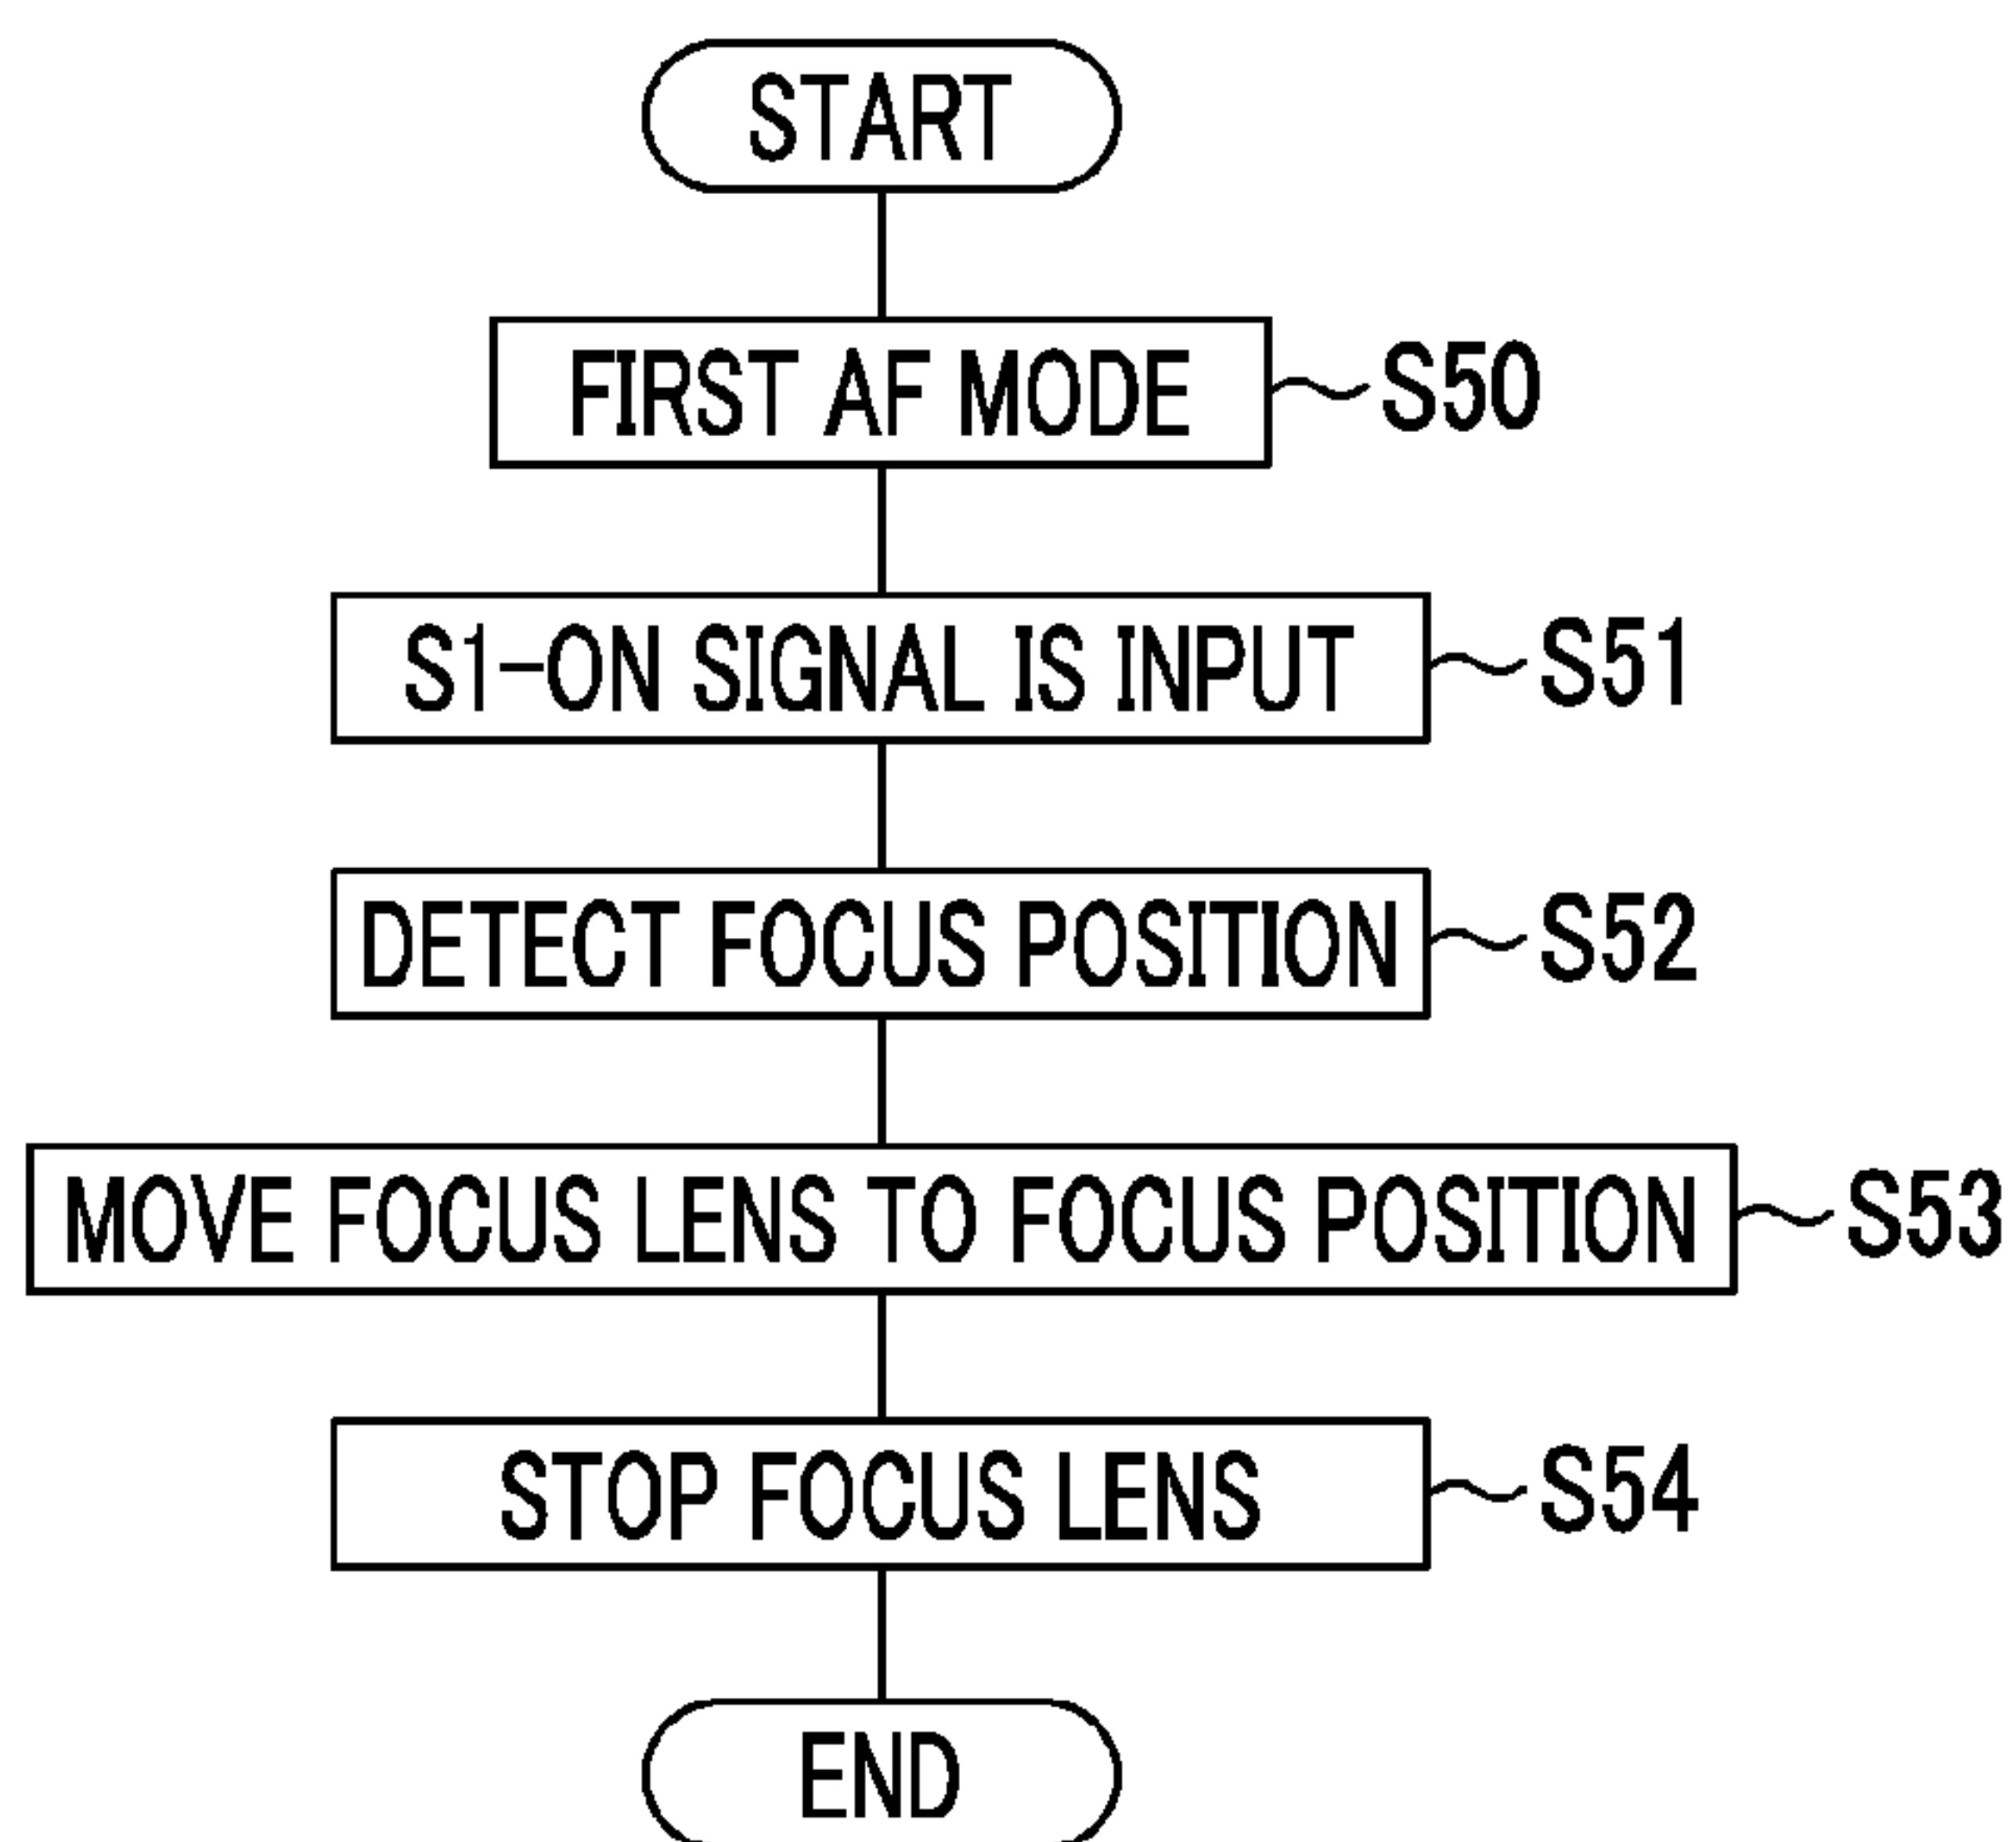 START
FIRST AF MODE S50
S1-ON SIGNAL IS INPUT S51
DETECT FOCUS POSITION S52
MOVE FOCUS LENS TO FOCUS POSITION S53
STOP FOCUS LENS S54
END